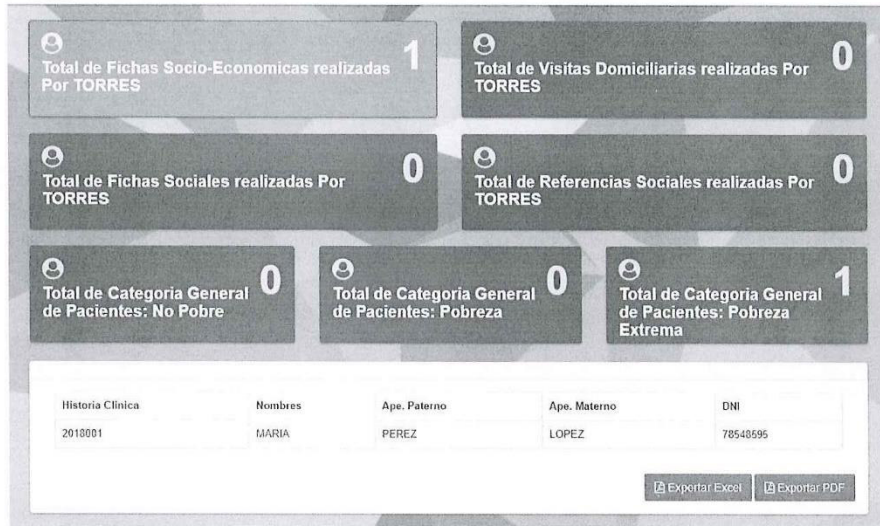 Total de Fichas Socio-Economicas realizadas
Por TORRES
1
Total de Visitas Domiciliarias realizadas Por
TORRES
0
Total de Fichas Sociales realizadas Por
TORRES
0
Total de Referencias Sociales realizadas Por
TORRES
0
Total de Categoria General
de Pacientes: No Pobre
0
Total de Categoria General
de Pacientes: Pobreza
0
Total de Categoria General
de Pacientes: Pobreza
Extrema
1
Historia Clinica Nombres Ape. Paterno Ape. Materno DNI
2018001 MARIA PEREZ LOPEZ 78548595
Exportar Excel Exportar PDF